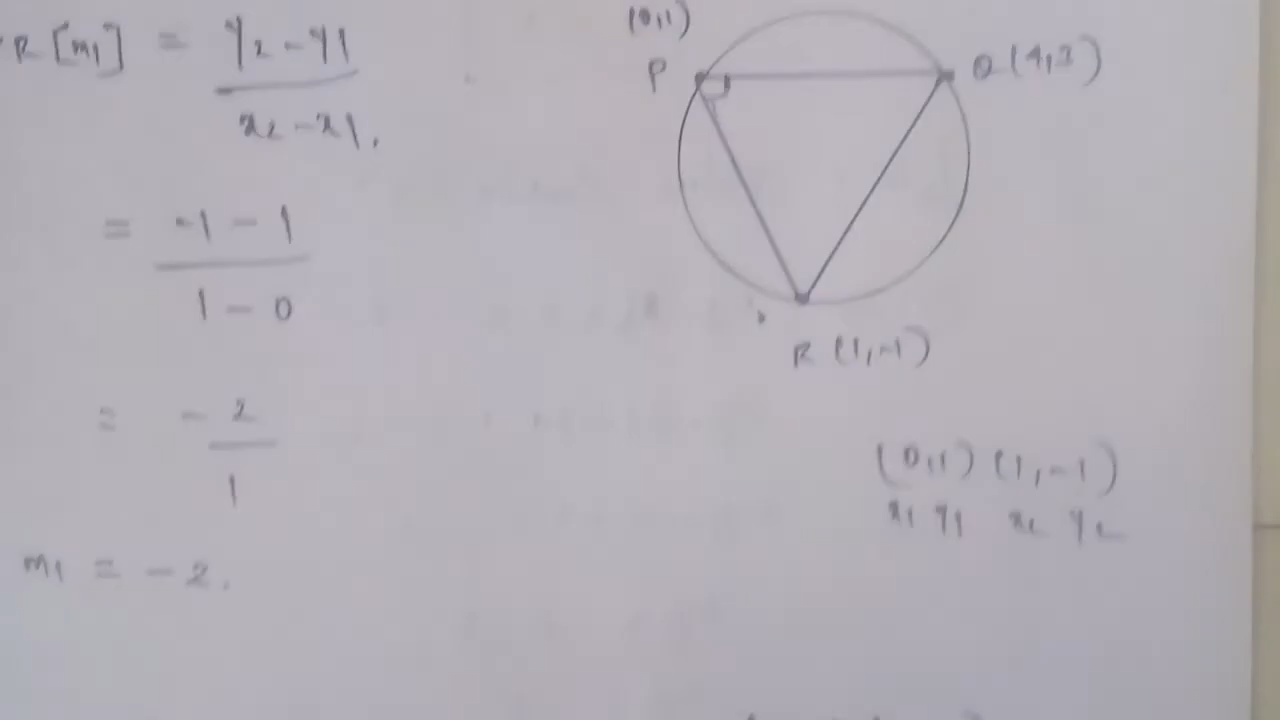 R [m1] = y2 - y1
x2 - x1.
= -1 - 1
1 - 0
= - 2
1
m1 = -2.
(0,1)
P
Q (4,3)
R (1,-1)
(0,1) (1,-1)
x1 y1 x2 y2